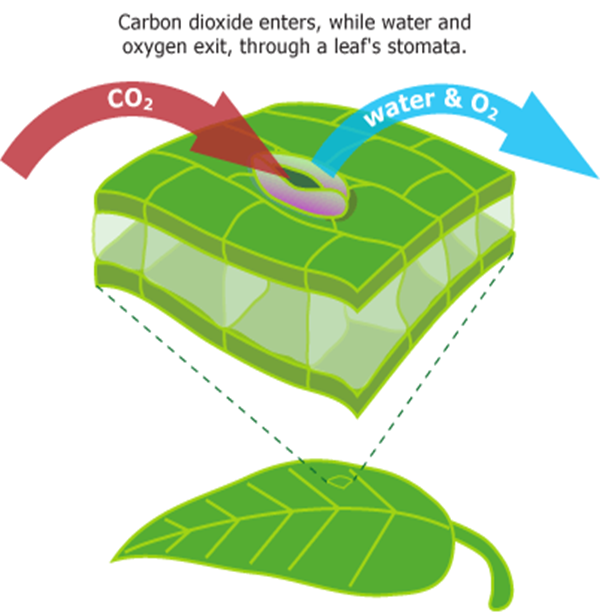 Carbon dioxide enters, while water and
oxygen exit, through a leaf's stomata.
CO₂
water & O₂